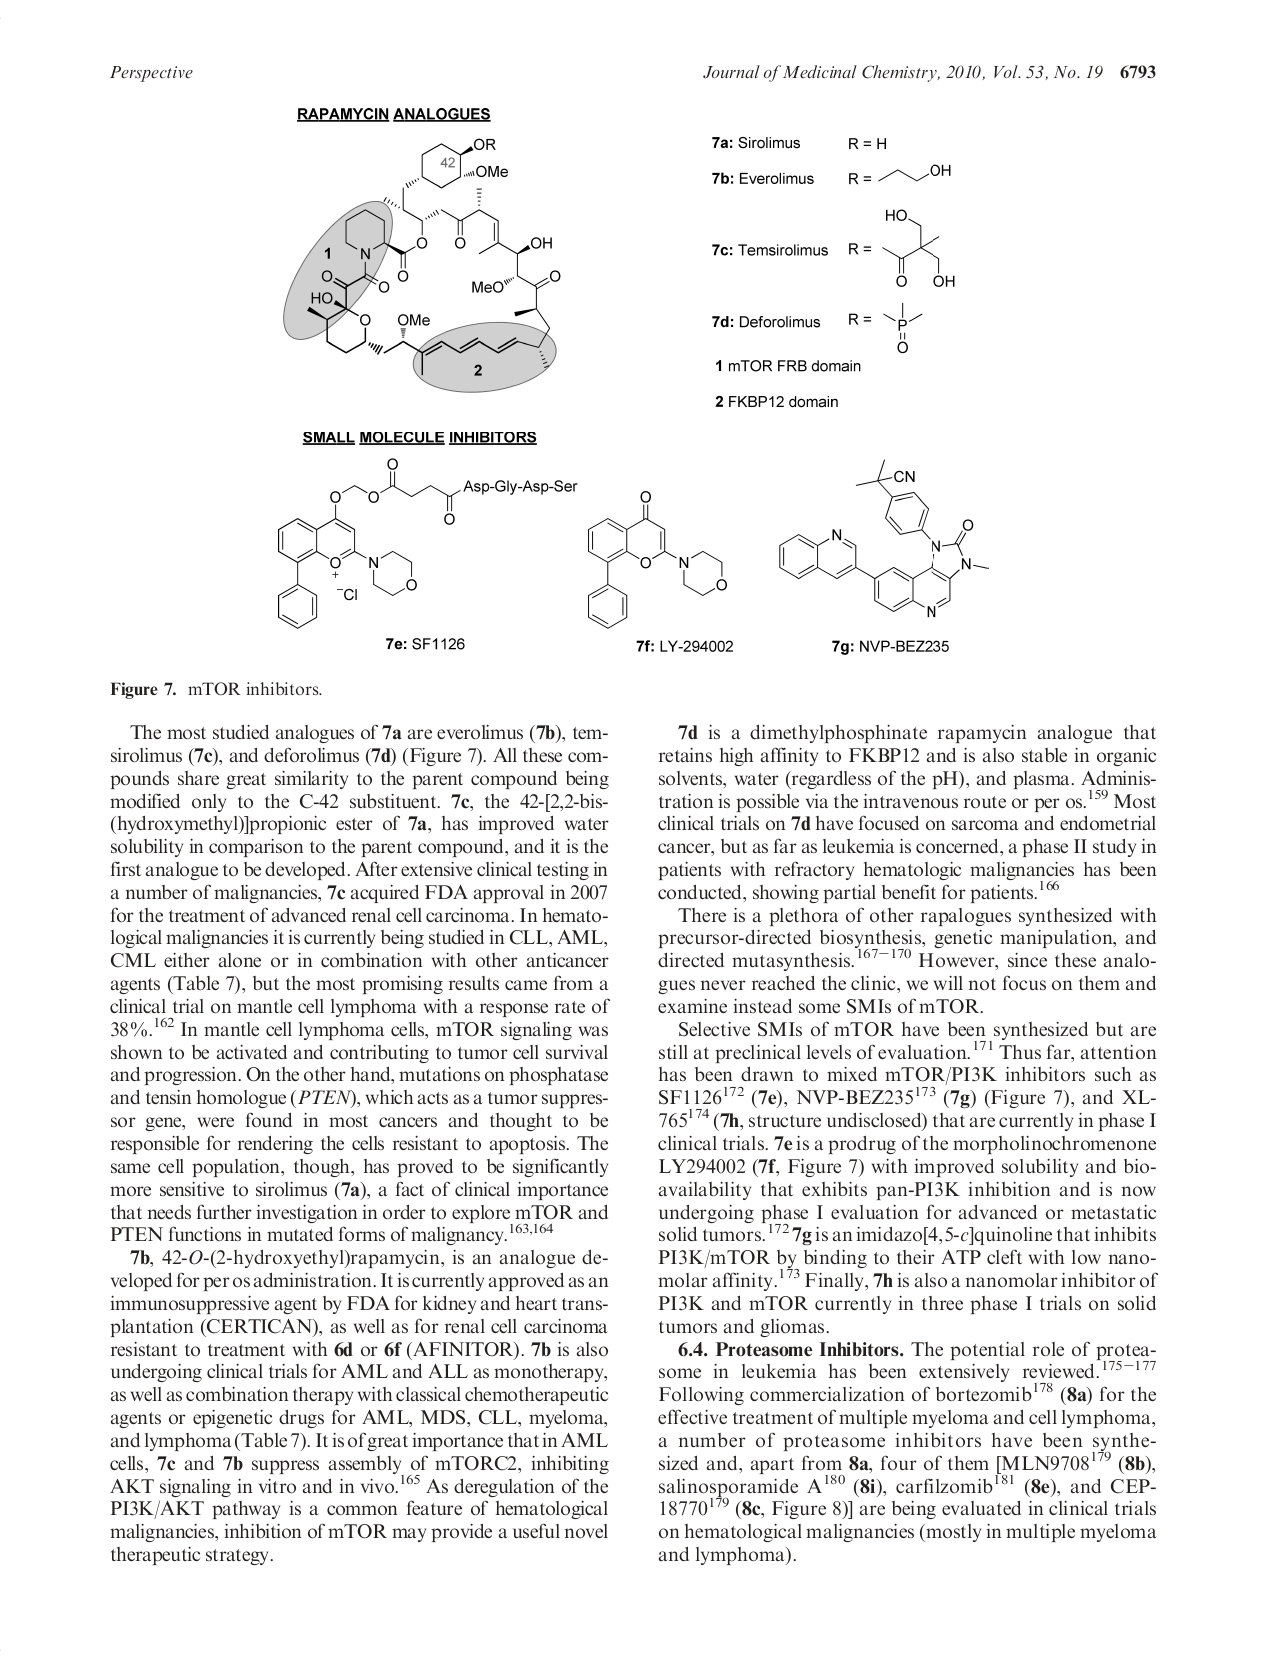 Perspective
Journal of Medicinal Chemistry, 2010, Vol. 53, No. 19 6793
RAPAMYCIN ANALOGUES
OR
42
OMe
1
N
O
O
O
O
O
HO
O
OMe
O
OH
MeO
O
2
7a: Sirolimus R = H
7b: Everolimus R = OH
7c: Temsirolimus R = HO O OH
7d: Deforolimus R = P O
1 mTOR FRB domain
2 FKBP12 domain
SMALL MOLECULE INHIBITORS
O
O
O
Asp-Gly-Asp-Ser
O
O
+
N
O
−Cl
7e: SF1126
O
O
N
O
7f: LY-294002
CN
N
N
O
N
N
7g: NVP-BEZ235
Figure 7. mTOR inhibitors.
The most studied analogues of 7a are everolimus (7b), tem-
sirolimus (7c), and deforolimus (7d) (Figure 7). All these com-
pounds share great similarity to the parent compound being
modified only to the C-42 substituent. 7c, the 42-[2,2-bis-
(hydroxymethyl)]propionic ester of 7a, has improved water
solubility in comparison to the parent compound, and it is the
first analogue to be developed. After extensive clinical testing in
a number of malignancies, 7c acquired FDA approval in 2007
for the treatment of advanced renal cell carcinoma. In hemato-
logical malignancies it is currently being studied in CLL, AML,
CML either alone or in combination with other anticancer
agents (Table 7), but the most promising results came from a
clinical trial on mantle cell lymphoma with a response rate of
38%.162 In mantle cell lymphoma cells, mTOR signaling was
shown to be activated and contributing to tumor cell survival
and progression. On the other hand, mutations on phosphatase
and tensin homologue (PTEN), which acts as a tumor suppres-
sor gene, were found in most cancers and thought to be
responsible for rendering the cells resistant to apoptosis. The
same cell population, though, has proved to be significantly
more sensitive to sirolimus (7a), a fact of clinical importance
that needs further investigation in order to explore mTOR and
PTEN functions in mutated forms of malignancy.163,164
7b, 42-O-(2-hydroxyethyl)rapamycin, is an analogue de-
veloped for per os administration. It is currently approved as an
immunosuppressive agent by FDA for kidney and heart trans-
plantation (CERTICAN), as well as for renal cell carcinoma
resistant to treatment with 6d or 6f (AFINITOR). 7b is also
undergoing clinical trials for AML and ALL as monotherapy,
as well as combination therapy with classical chemotherapeutic
agents or epigenetic drugs for AML, MDS, CLL, myeloma,
and lymphoma (Table 7). It is of great importance that in AML
cells, 7c and 7b suppress assembly of mTORC2, inhibiting
AKT signaling in vitro and in vivo.165 As deregulation of the
PI3K/AKT pathway is a common feature of hematological
malignancies, inhibition of mTOR may provide a useful novel
therapeutic strategy.
7d is a dimethylphosphinate rapamycin analogue that
retains high affinity to FKBP12 and is also stable in organic
solvents, water (regardless of the pH), and plasma. Adminis-
tration is possible via the intravenous route or per os.159 Most
clinical trials on 7d have focused on sarcoma and endometrial
cancer, but as far as leukemia is concerned, a phase II study in
patients with refractory hematologic malignancies has been
conducted, showing partial benefit for patients.166
There is a plethora of other rapalogues synthesized with
precursor-directed biosynthesis, genetic manipulation, and
directed mutasynthesis.167−170 However, since these analo-
gues never reached the clinic, we will not focus on them and
examine instead some SMIs of mTOR.
Selective SMIs of mTOR have been synthesized but are
still at preclinical levels of evaluation.171 Thus far, attention
has been drawn to mixed mTOR/PI3K inhibitors such as
SF1126172 (7e), NVP-BEZ235173 (7g) (Figure 7), and XL-
765174 (7h, structure undisclosed) that are currently in phase I
clinical trials. 7e is a prodrug of the morpholinochromenone
LY294002 (7f, Figure 7) with improved solubility and bio-
availability that exhibits pan-PI3K inhibition and is now
undergoing phase I evaluation for advanced or metastatic
solid tumors.172 7g is an imidazo[4,5-c]quinoline that inhibits
PI3K/mTOR by binding to their ATP cleft with low nano-
molar affinity.173 Finally, 7h is also a nanomolar inhibitor of
PI3K and mTOR currently in three phase I trials on solid
tumors and gliomas.
6.4. Proteasome Inhibitors. The potential role of protea-
some in leukemia has been extensively reviewed.175−177
Following commercialization of bortezomib178 (8a) for the
effective treatment of multiple myeloma and cell lymphoma,
a number of proteasome inhibitors have been synthe-
sized and, apart from 8a, four of them [MLN9708179 (8b),
salinosporamide A180 (8i), carfilzomib181 (8e), and CEP-
18770179 (8c, Figure 8)] are being evaluated in clinical trials
on hematological malignancies (mostly in multiple myeloma
and lymphoma).